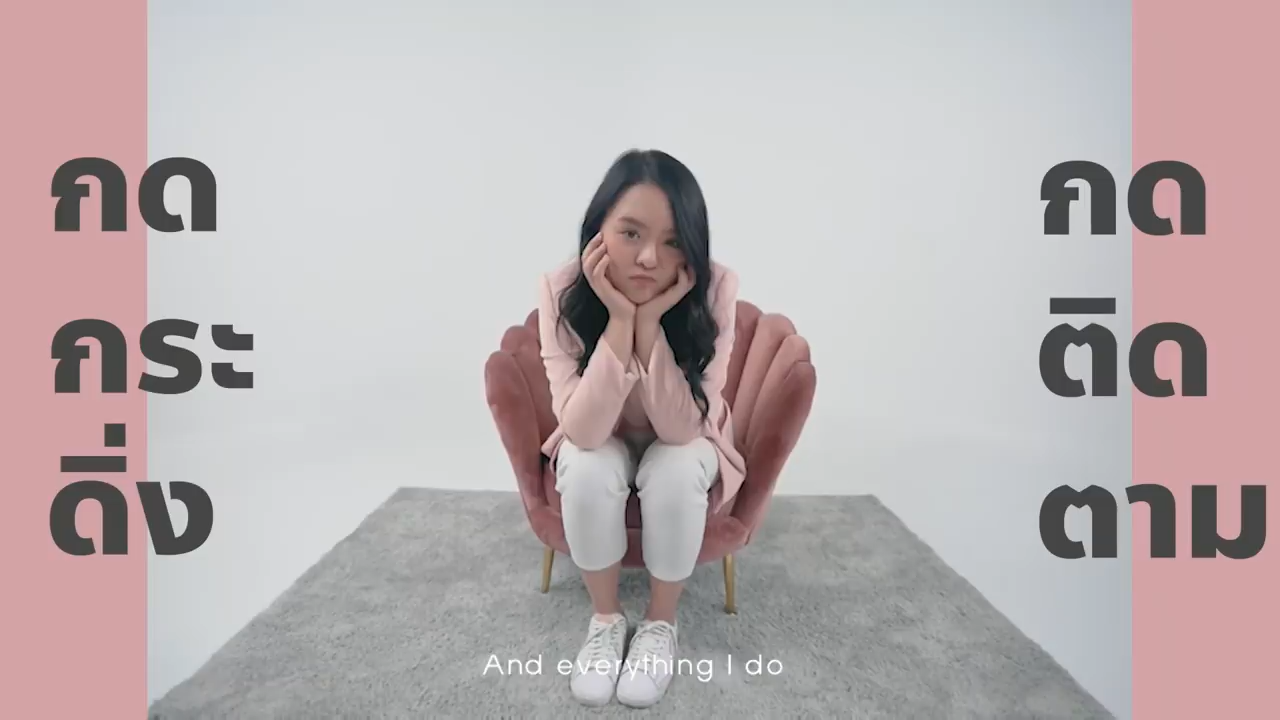 กด
กระ
ดิ่ง
กด
ติด
ตาม
And everything I do